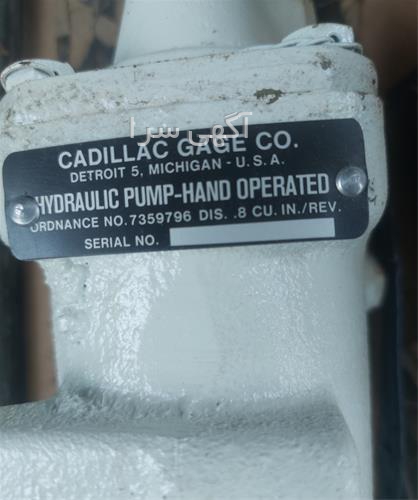 آگهی سرا
CADILLAC GAGE CO.
DETROIT 5, MICHIGAN - U.S.A.
HYDRAULIC PUMP-HAND OPERATED
ORDNANCE NO. 7359796 DIS. .8 CU. IN./REV.
SERIAL NO.